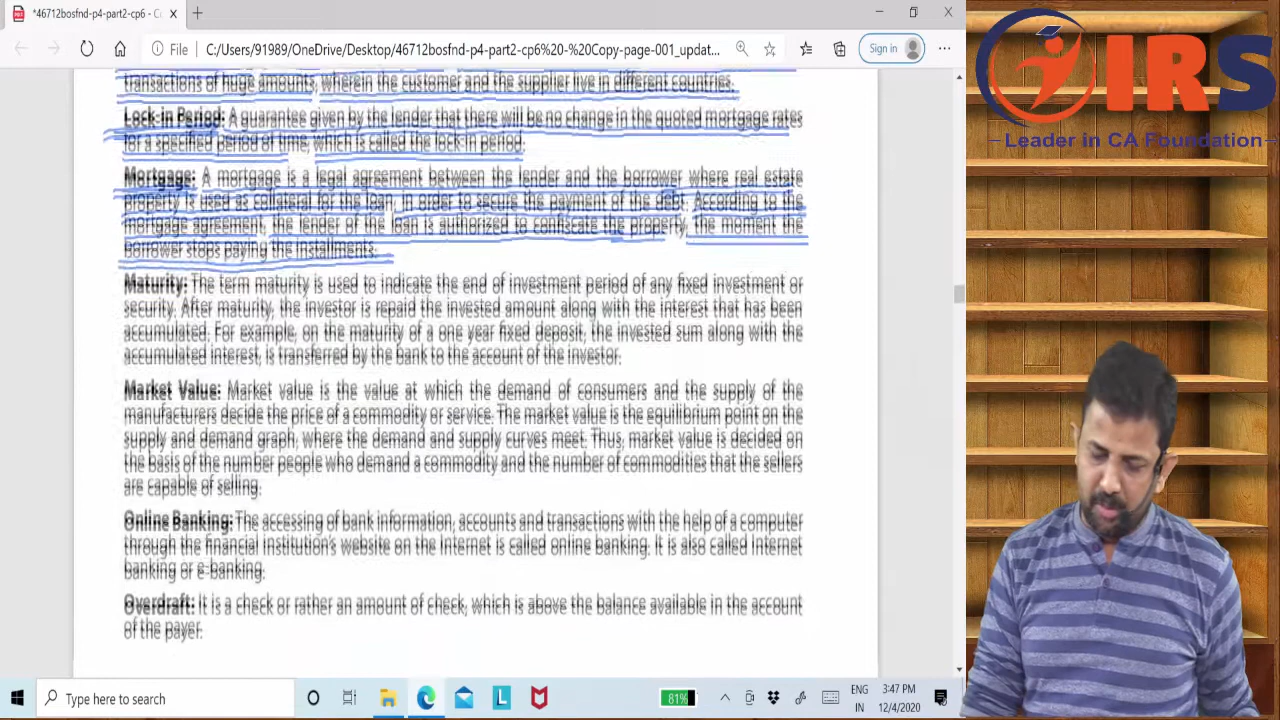 *46712bosfnd-p4-part2-cp6 - Co
File
C:/Users/91989/OneDrive/Desktop/46712bosfnd-p4-part2-cp6%20-%20Copy-page-001_updat...
Sign in
transactions of huge amounts, wherein the customer and the supplier live in different countries.
Lock-in Period: A guarantee given by the lender that there will be no change in the quoted mortgage rates
for a specified period of time, which is called the lock-in period.
Mortgage: A mortgage is a legal agreement between the lender and the borrower where real estate
property is used as collateral for the loan, in order to secure the payment of the debt. According to the
mortgage agreement, the lender of the loan is authorized to confiscate the property, the moment the
borrower stops paying the installments.
Maturity: The term maturity is used to indicate the end of investment period of any fixed investment or
security. After maturity, the investor is repaid the invested amount along with the interest that has been
accumulated. For example, on the maturity of a one year fixed deposit, the invested sum along with the
accumulated interest, is transferred by the bank to the account of the investor.
Market Value: Market value is the value at which the demand of consumers and the supply of the
manufacturers decide the price of a commodity or service. The market value is the equilibrium point on the
supply and demand graph, where the demand and supply curves meet. Thus, market value is decided on
the basis of the number people who demand a commodity and the number of commodities that the sellers
are capable of selling.
Online Banking: The accessing of bank information, accounts and transactions with the help of a computer
through the financial institution's website on the Internet is called online banking. It is also called Internet
banking or e-banking.
Overdraft: It is a check or rather an amount of check, which is above the balance available in the account
of the payer.
IRS
Leader in CA Foundation
Type here to search
81%
ENG
IN
3:47 PM
12/4/2020